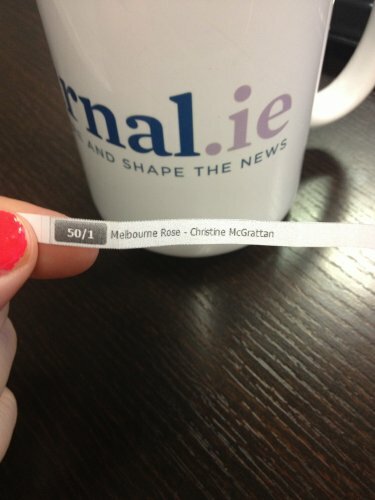 rnal.ie
AND SHAPE THE NEWS
50/1 Melbourne Rose - Christine McGrattan